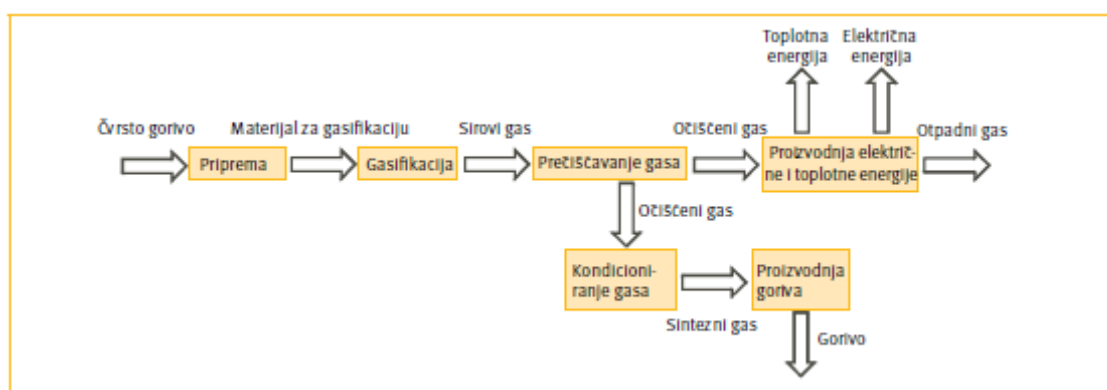 Toplotna
energija
Električna
energija
Čvrsto gorivo
Materijal za gasifikaciju
Sirovi gas
Očišćeni gas
Otpadni gas
Priprema
Gasifikacija
Prečišćavanje gasa
Proizvodnja električ-
ne i toplotne energije
Očišćeni gas
Kondicioni-
ranje gasa
Proizvodnja
goriva
Sintezni gas
Gorivo